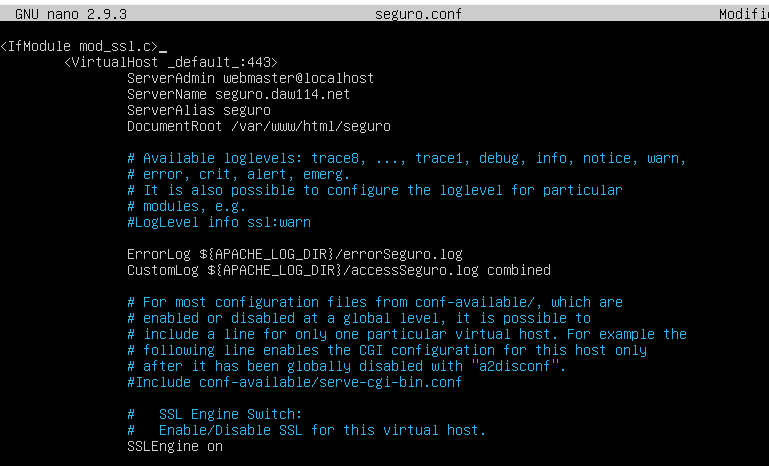 GNU nano 2.9.3 seguro.conf Modifi
<IfModule mod_ssl.c>_
<VirtualHost _default_:443>
ServerAdmin webmaster@localhost
ServerName seguro.daw114.net
ServerAlias seguro
DocumentRoot /var/www/html/seguro
# Available loglevels: trace8, ..., trace1, debug, info, notice, warn,
# error, crit, alert, emerg.
# It is also possible to configure the loglevel for particular
# modules, e.g.
#LogLevel info ssl:warn
ErrorLog ${APACHE_LOG_DIR}/errorSeguro.log
CustomLog ${APACHE_LOG_DIR}/accessSeguro.log combined
# For most configuration files from conf-available/, which are
# enabled or disabled at a global level, it is possible to
# include a line for only one particular virtual host. For example the
# following line enables the CGI configuration for this host only
# after it has been globally disabled with "a2disconf".
#Include conf-available/serve-cgi-bin.conf
#   SSL Engine Switch:
#   Enable/Disable SSL for this virtual host.
SSLEngine on